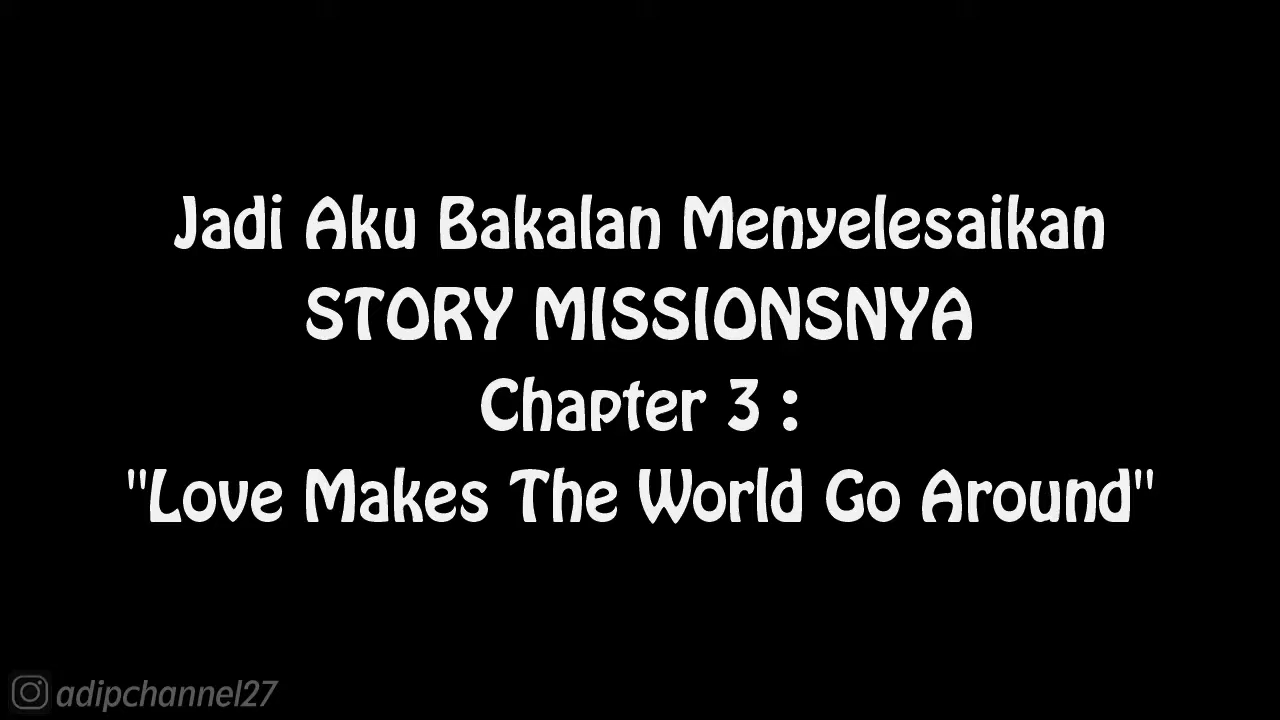 Jadi Aku Bakalan Menyelesaikan
STORY MISSIONSNYA
Chapter 3 :
"Love Makes The World Go Around"
adipchannel27